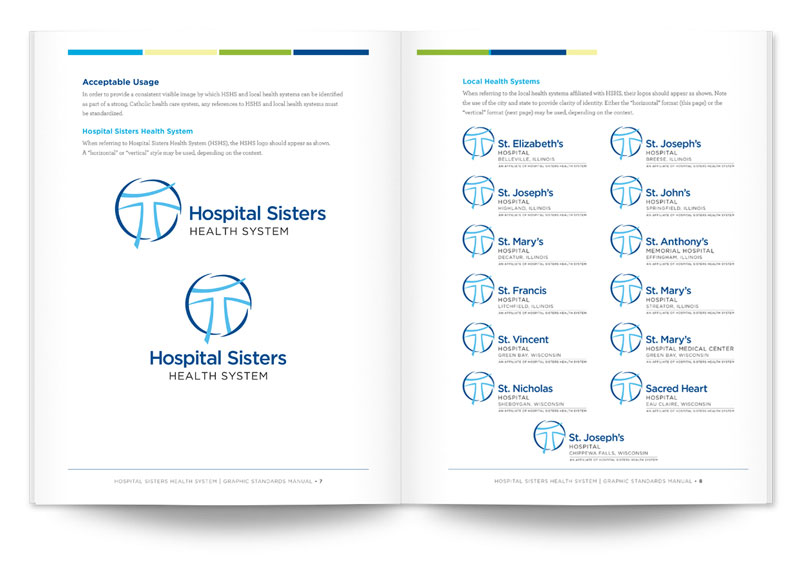 Acceptable Usage
In order to provide a consistent visible image by which HSHS and local health systems can be identified
as part of a strong Catholic health care system, any references to HSHS and local health systems must
be standardized.
Hospital Sisters Health System
When referring to Hospital Sisters Health System (HSHS), the HSHS logo should appear as shown.
A "horizontal" or "vertical" style may be used, depending on the context.
Hospital Sisters
HEALTH SYSTEM
Hospital Sisters
HEALTH SYSTEM
HOSPITAL SISTERS HEALTH SYSTEM | GRAPHIC STANDARDS MANUAL • 7
Local Health Systems
When referring to the local health systems affiliated with HSHS, their logos should appear as shown. Note
the use of city and state to provide clarity of identity. Either the "horizontal" format (this page) or the
"vertical" format (next page) may be used, depending on the context.
St. Elizabeth's
HOSPITAL
BELLEVILLE, ILLINOIS
AN AFFILIATE OF HOSPITAL SISTERS HEALTH SYSTEM
St. Joseph's
HOSPITAL
BREESE, ILLINOIS
AN AFFILIATE OF HOSPITAL SISTERS HEALTH SYSTEM
St. Joseph's
HOSPITAL
HIGHLAND, ILLINOIS
AN AFFILIATE OF HOSPITAL SISTERS HEALTH SYSTEM
St. John's
HOSPITAL
SPRINGFIELD, ILLINOIS
AN AFFILIATE OF HOSPITAL SISTERS HEALTH SYSTEM
St. Mary's
HOSPITAL
DECATUR, ILLINOIS
AN AFFILIATE OF HOSPITAL SISTERS HEALTH SYSTEM
St. Anthony's
MEMORIAL HOSPITAL
EFFINGHAM, ILLINOIS
AN AFFILIATE OF HOSPITAL SISTERS HEALTH SYSTEM
St. Francis
HOSPITAL
LITCHFIELD, ILLINOIS
AN AFFILIATE OF HOSPITAL SISTERS HEALTH SYSTEM
St. Mary's
HOSPITAL
STREATOR, ILLINOIS
AN AFFILIATE OF HOSPITAL SISTERS HEALTH SYSTEM
St. Vincent
HOSPITAL
GREEN BAY, WISCONSIN
AN AFFILIATE OF HOSPITAL SISTERS HEALTH SYSTEM
St. Mary's
HOSPITAL MEDICAL CENTER
GREEN BAY, WISCONSIN
AN AFFILIATE OF HOSPITAL SISTERS HEALTH SYSTEM
St. Nicholas
HOSPITAL
SHEBOYGAN, WISCONSIN
AN AFFILIATE OF HOSPITAL SISTERS HEALTH SYSTEM
Sacred Heart
HOSPITAL
EAU CLAIRE, WISCONSIN
AN AFFILIATE OF HOSPITAL SISTERS HEALTH SYSTEM
St. Joseph's
HOSPITAL
CHIPPEWA FALLS, WISCONSIN
AN AFFILIATE OF HOSPITAL SISTERS HEALTH SYSTEM
HOSPITAL SISTERS HEALTH SYSTEM | GRAPHIC STANDARDS MANUAL • 8